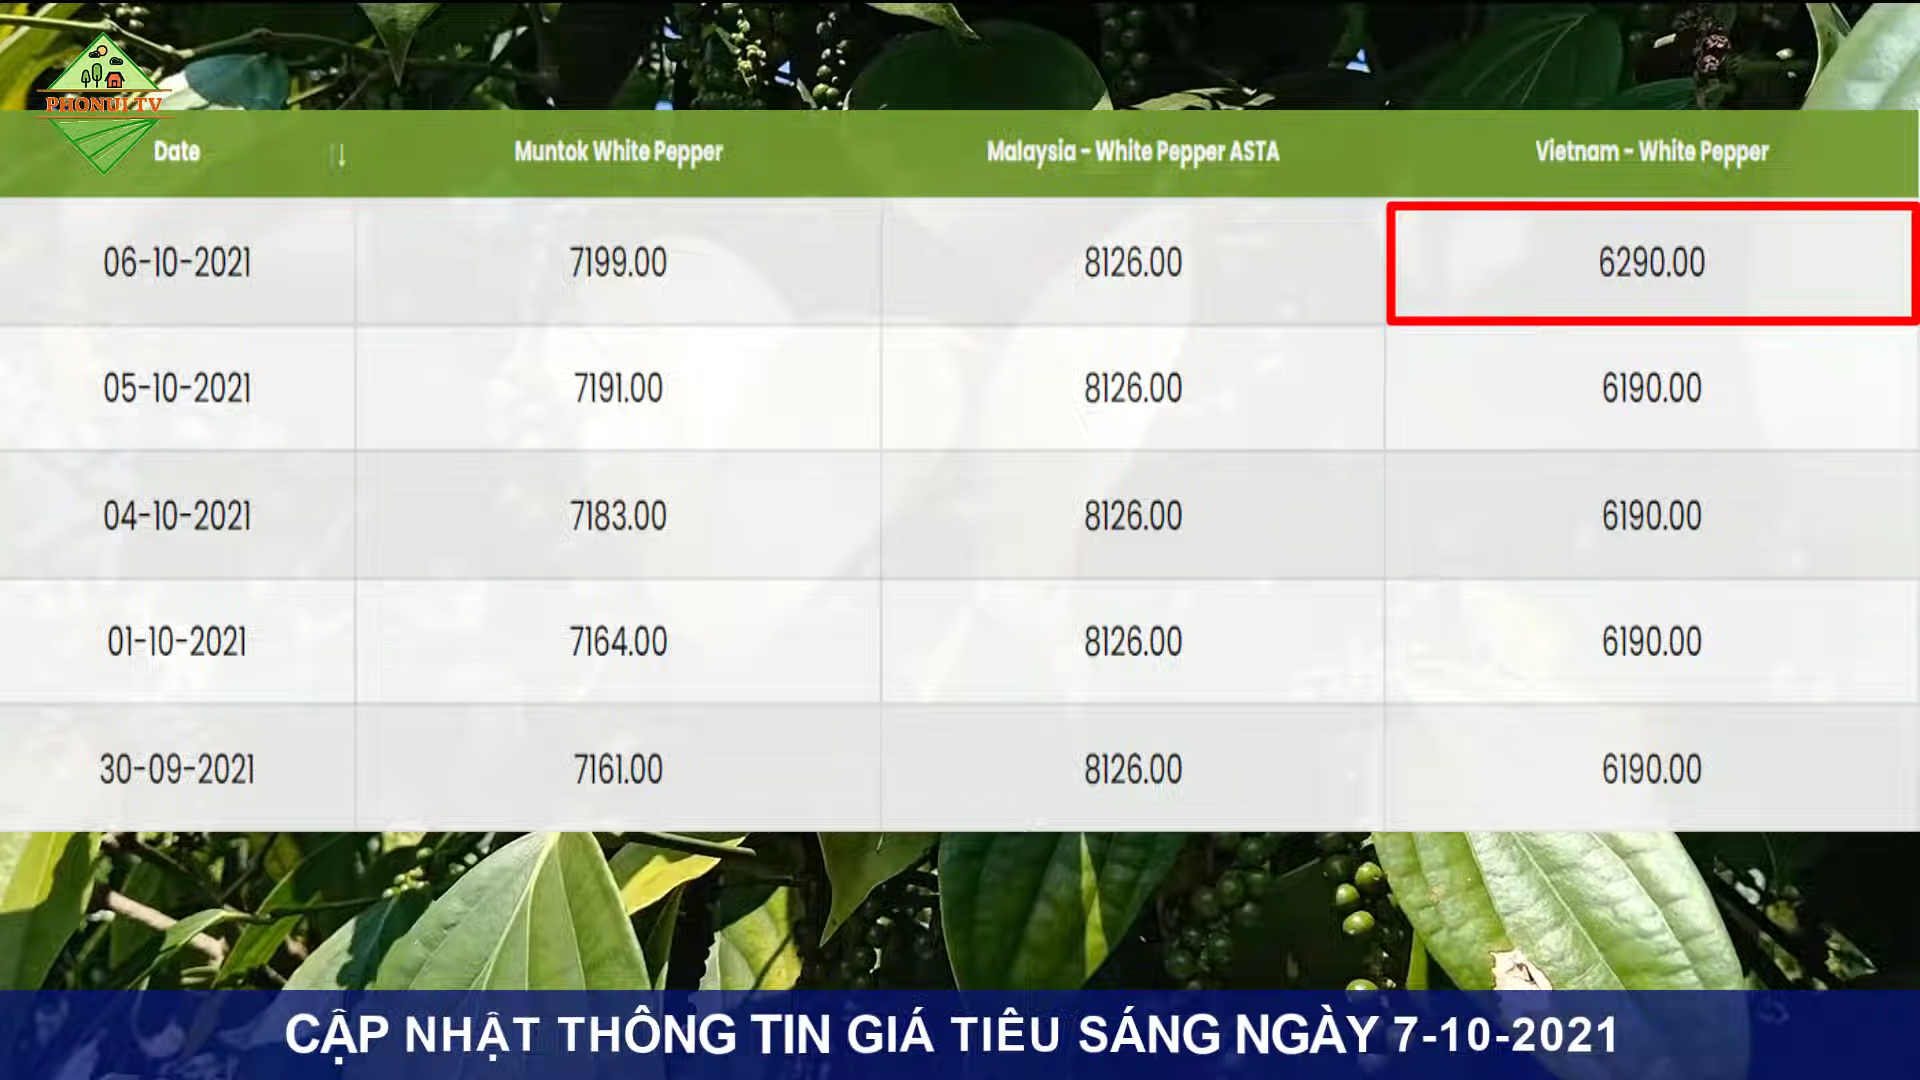 PHONUI TV
Date ↑↓ Muntok White Pepper Malaysia - White Pepper ASTA Vietnam - White Pepper
06-10-2021 7199.00 8126.00 6290.00
05-10-2021 7191.00 8126.00 6190.00
04-10-2021 7183.00 8126.00 6190.00
01-10-2021 7164.00 8126.00 6190.00
30-09-2021 7161.00 8126.00 6190.00
CẬP NHẬT THÔNG TIN GIÁ TIÊU SÁNG NGÀY 7-10-2021